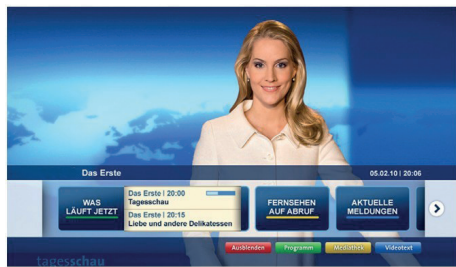 Das Erste
05.02.10 | 20:06
WAS
LÄUFT JETZT
Das Erste | 20:00
Tagesschau
Das Erste | 20:15
Liebe und andere Delikatessen
FERNSEHEN
AUF ABRUF
AKTUELLE
MELDUNGEN
Ausblenden
Programm
Mediathek
Videotext
tagesschau